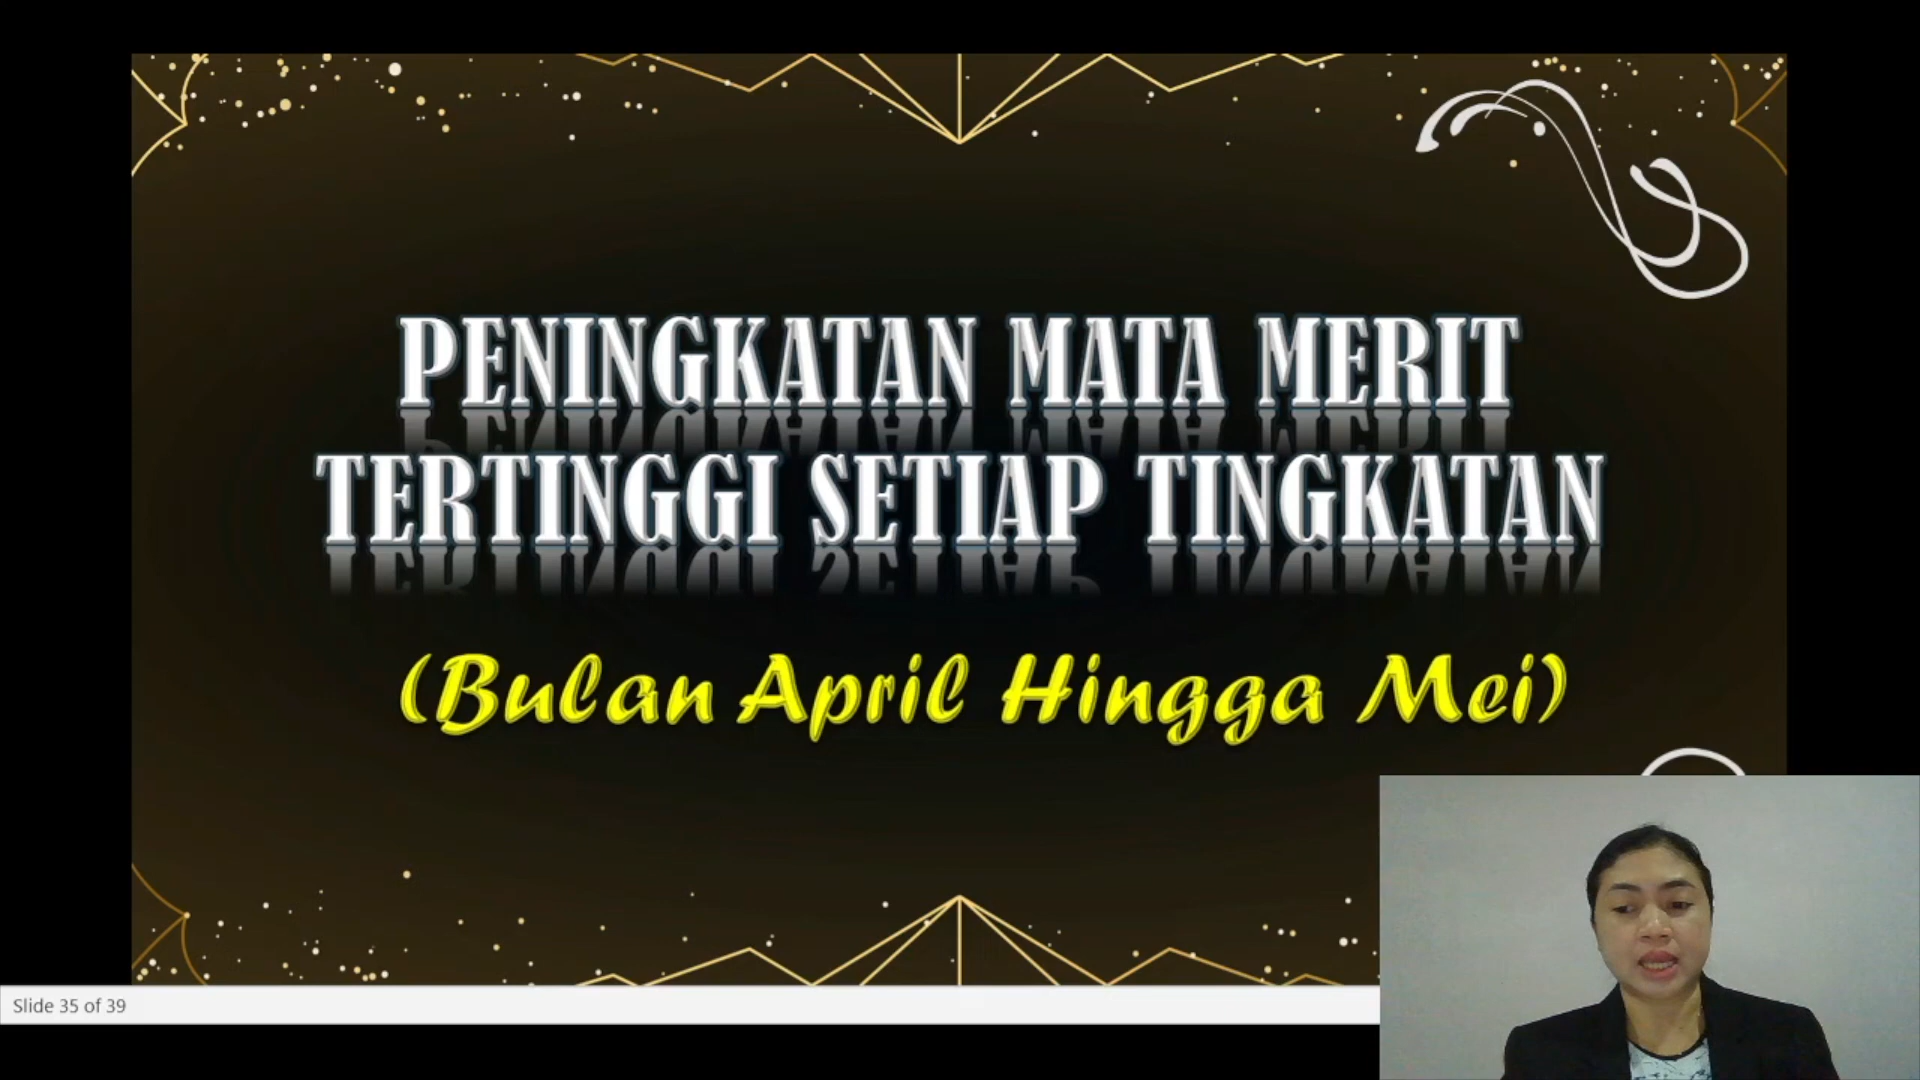 PENINGKATAN MATA MERIT
TERTINGGI SETIAP TINGKATAN
(Bulan April Hingga Mei)
Slide 35 of 39